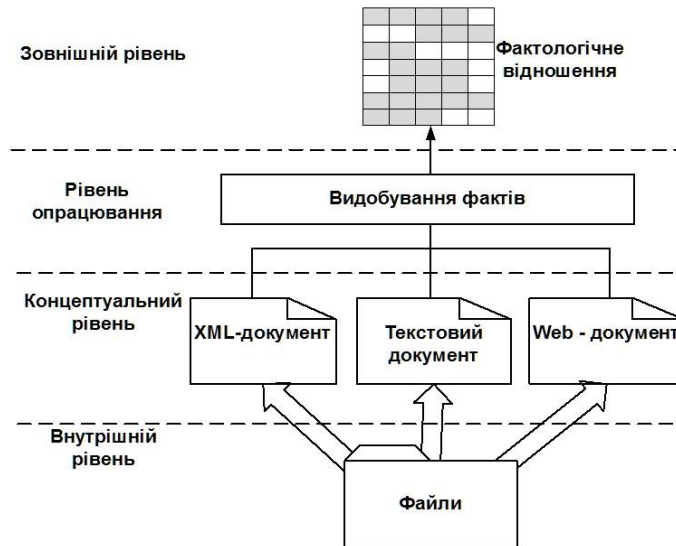 Зовнішній рівень
Фактологічне
відношення
Рівень
опрацювання
Видобування фактів
Концептуальний
рівень
XML-документ
Текстовий
документ
Web - документ
Внутрішній
рівень
Файли